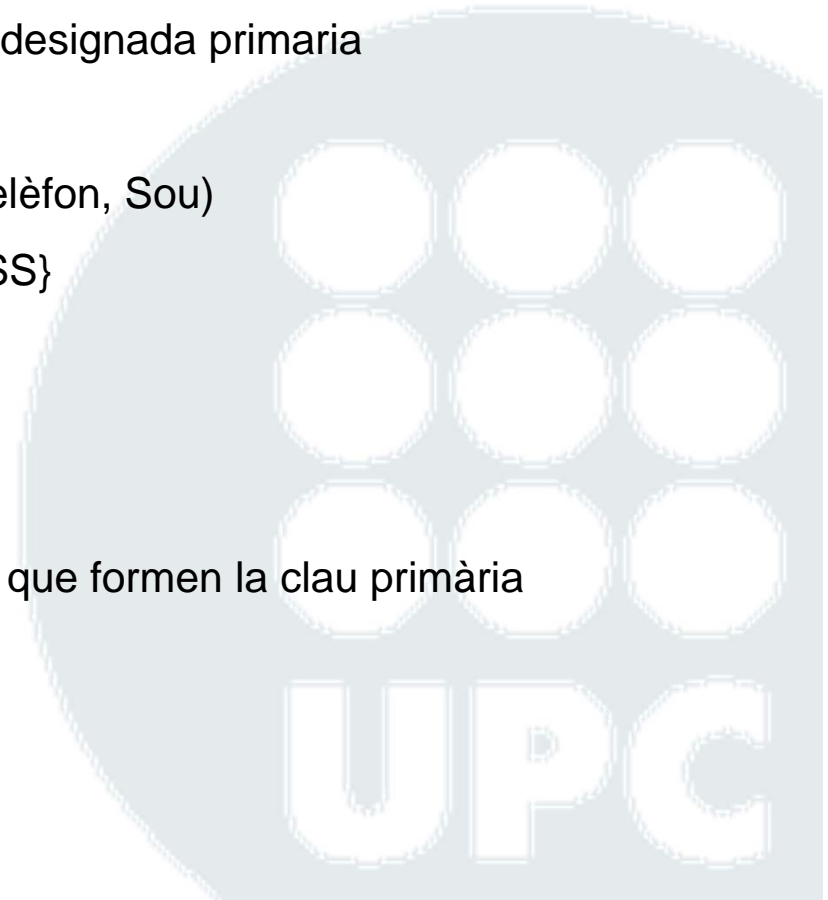 designada primaria
elèfon, Sou)
SS}
que formen la clau primària
UPC